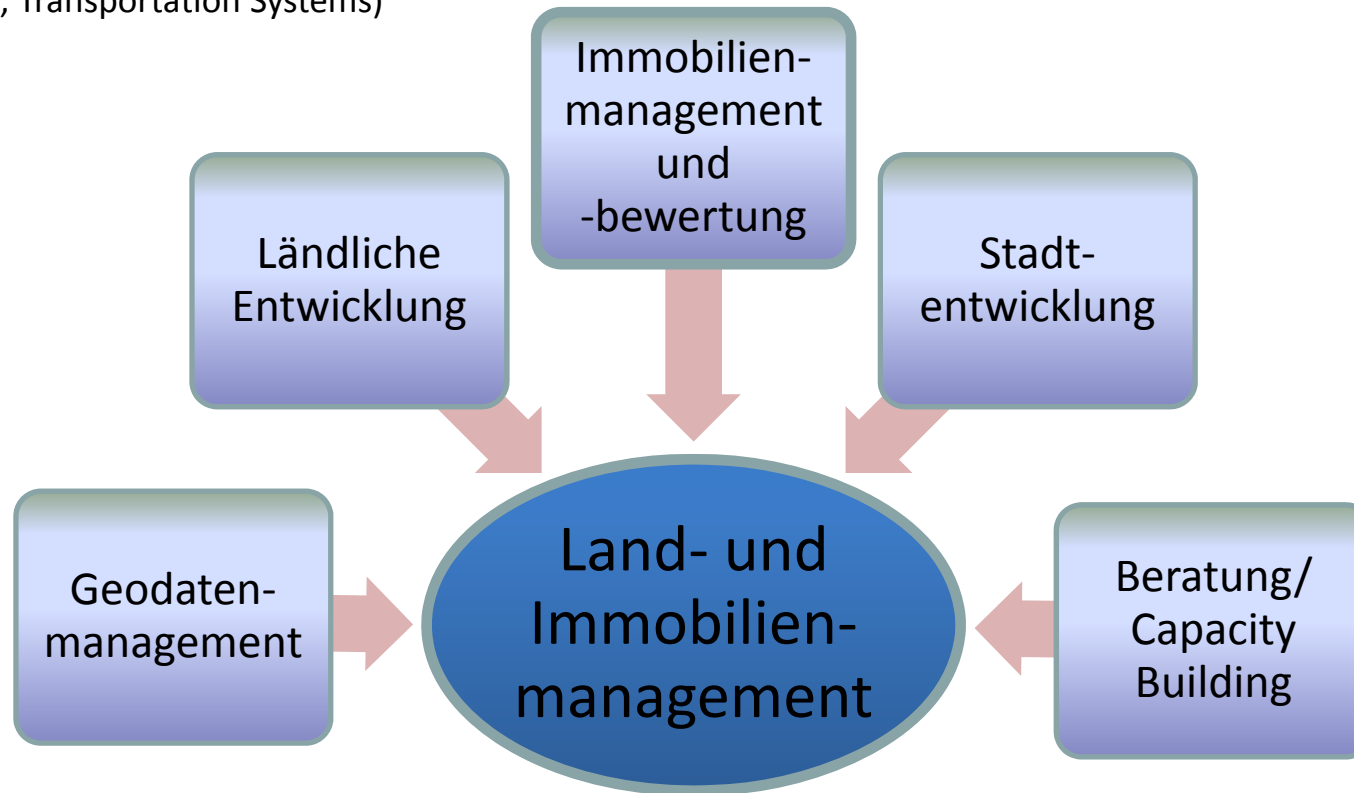 , Transportation Systems)
Immobilien-
management
und
-bewertung
Ländliche
Entwicklung
Stadt-
entwicklung
Geodaten-
management
Land- und
Immobilien-
management
Beratung/
Capacity
Building